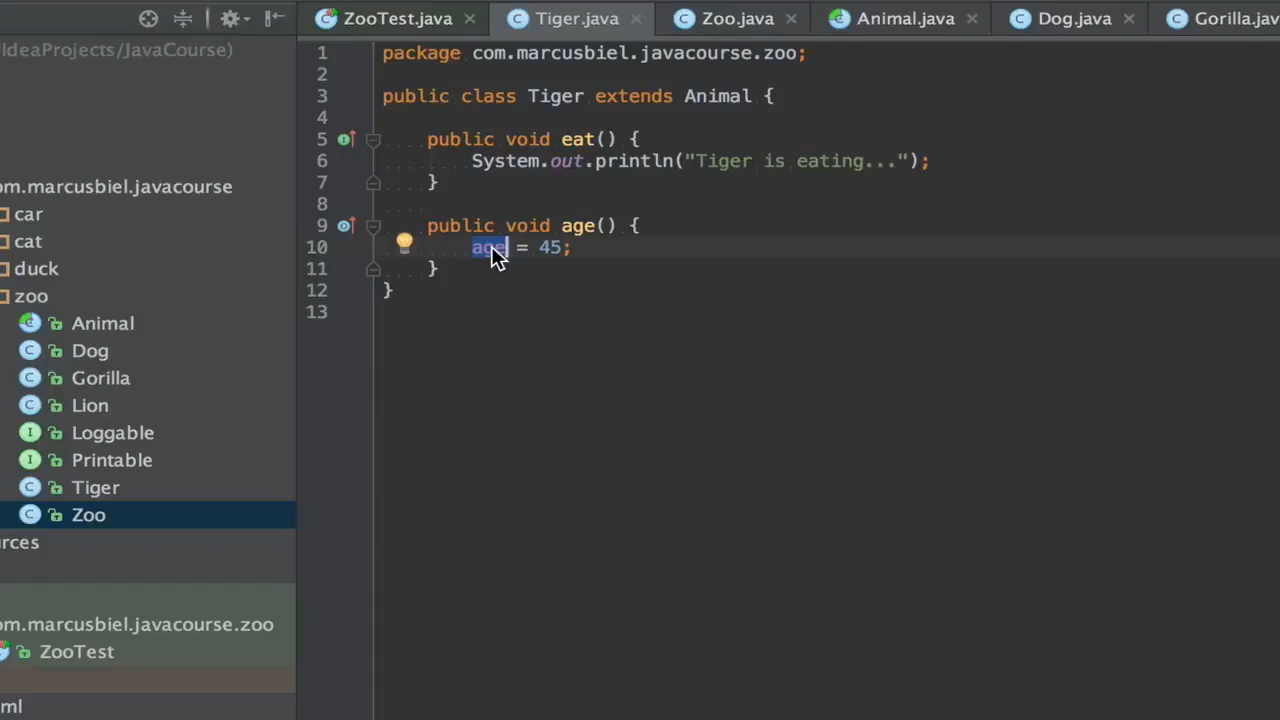 ZooTest.java Tiger.java Zoo.java Animal.java Dog.java Gorilla.jav
IdeaProjects/JavaCourse)
om.marcusbiel.javacourse
car
cat
duck
zoo
Animal
Dog
Gorilla
Lion
Loggable
Printable
Tiger
Zoo
rces
om.marcusbiel.javacourse.zoo
ZooTest
ml
1 package com.marcusbiel.javacourse.zoo;
2
3 public class Tiger extends Animal {
4
5 public void eat() {
6 System.out.println("Tiger is eating...");
7 }
8
9 public void age() {
10 age = 45;
11 }
12 }
13